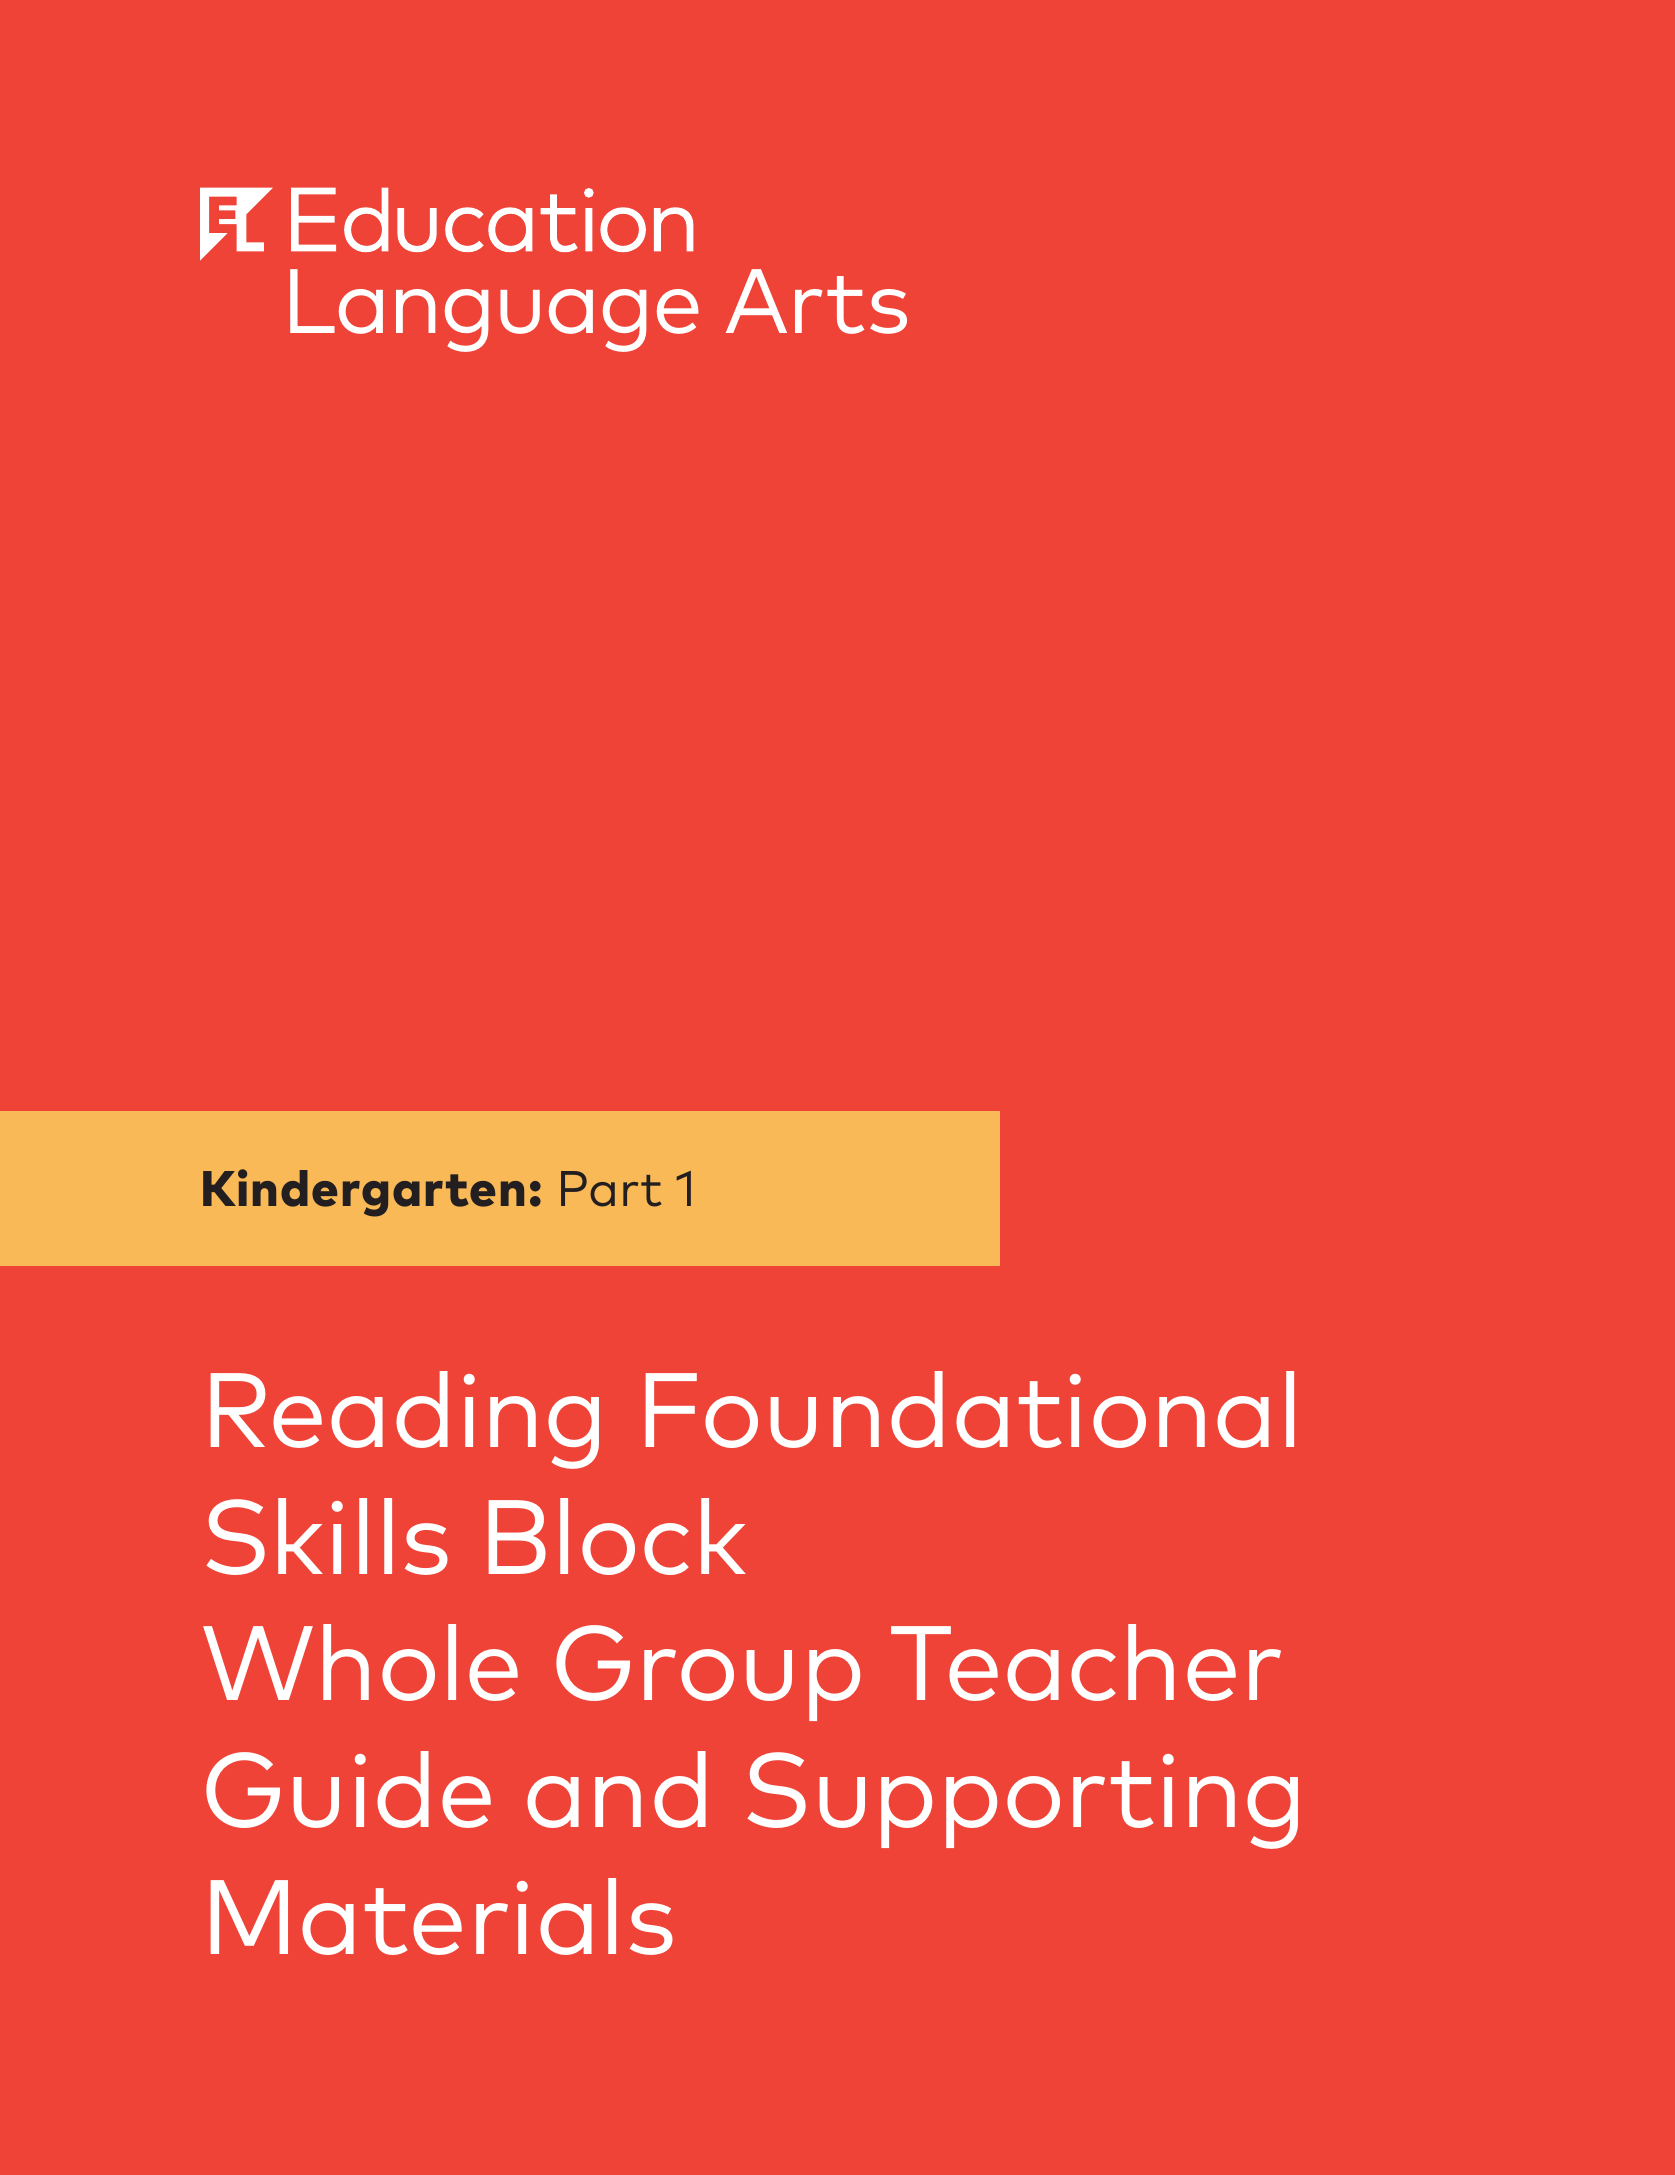 EL Education
Language Arts
Kindergarten: Part 1
Reading Foundational
Skills Block
Whole Group Teacher
Guide and Supporting
Materials